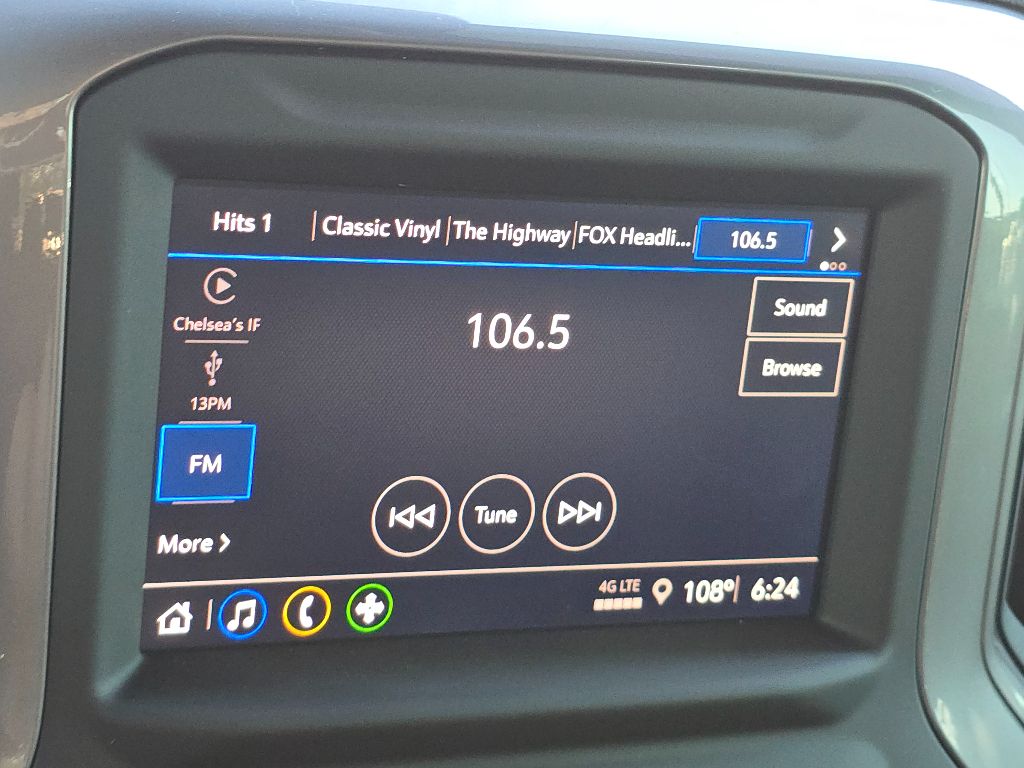 Hits 1 Classic Vinyl The Highway FOX Headli... 106.5
Chelsea's IF
106.5
Sound
Browse
13PM
FM
Tune
More
4G LTE
108° 6:24